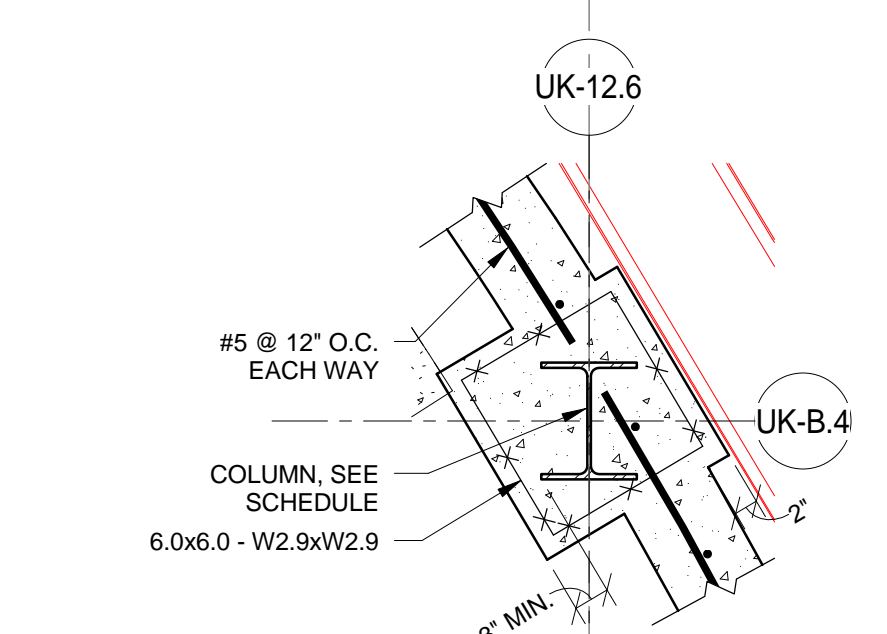 UK-12.6
#5 @ 12" O.C.
EACH WAY
UK-B.4
COLUMN, SEE
SCHEDULE
6.0x6.0 - W2.9xW2.9
2"
MIN.